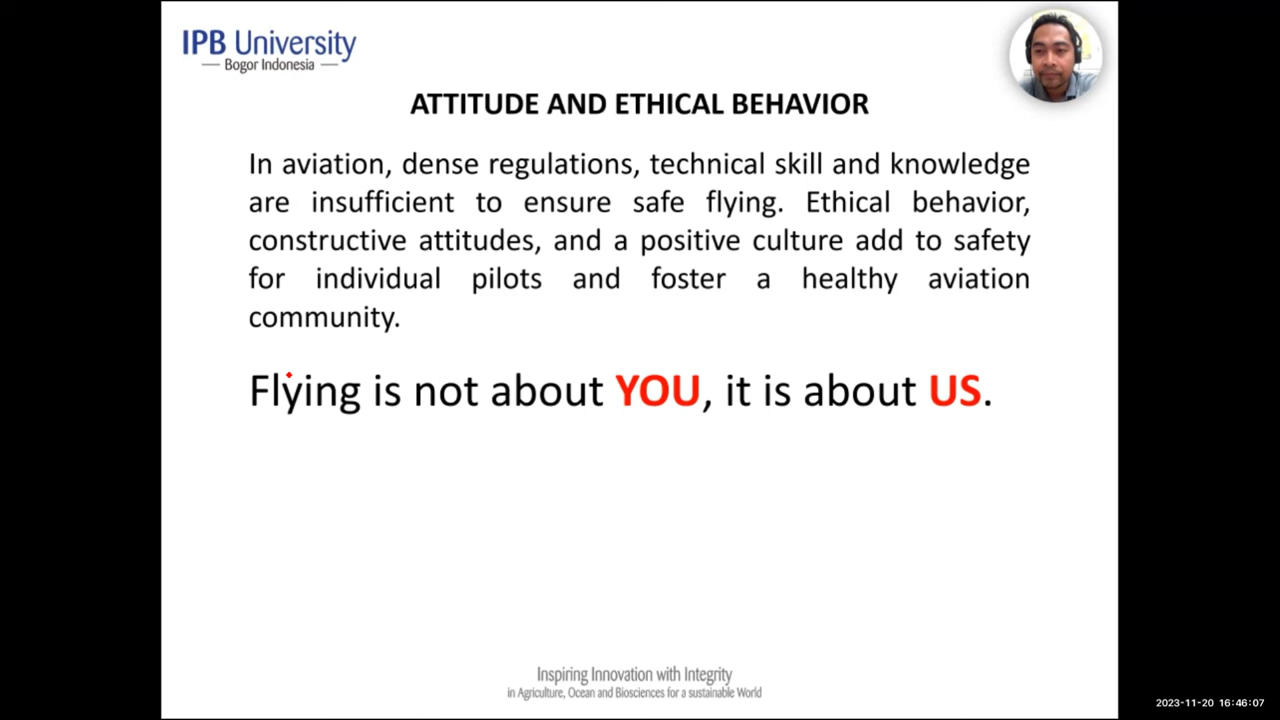 IPB University
Bogor Indonesia
ATTITUDE AND ETHICAL BEHAVIOR
In aviation, dense regulations, technical skill and knowledge
are insufficient to ensure safe flying. Ethical behavior,
constructive attitudes, and a positive culture add to safety
for individual pilots and foster a healthy aviation
community.
Flying is not about YOU, it is about US.
Inspiring Innovation with Integrity
in Agriculture, Ocean and Biosciences for a sustainable World
2023-11-20 16:46:07